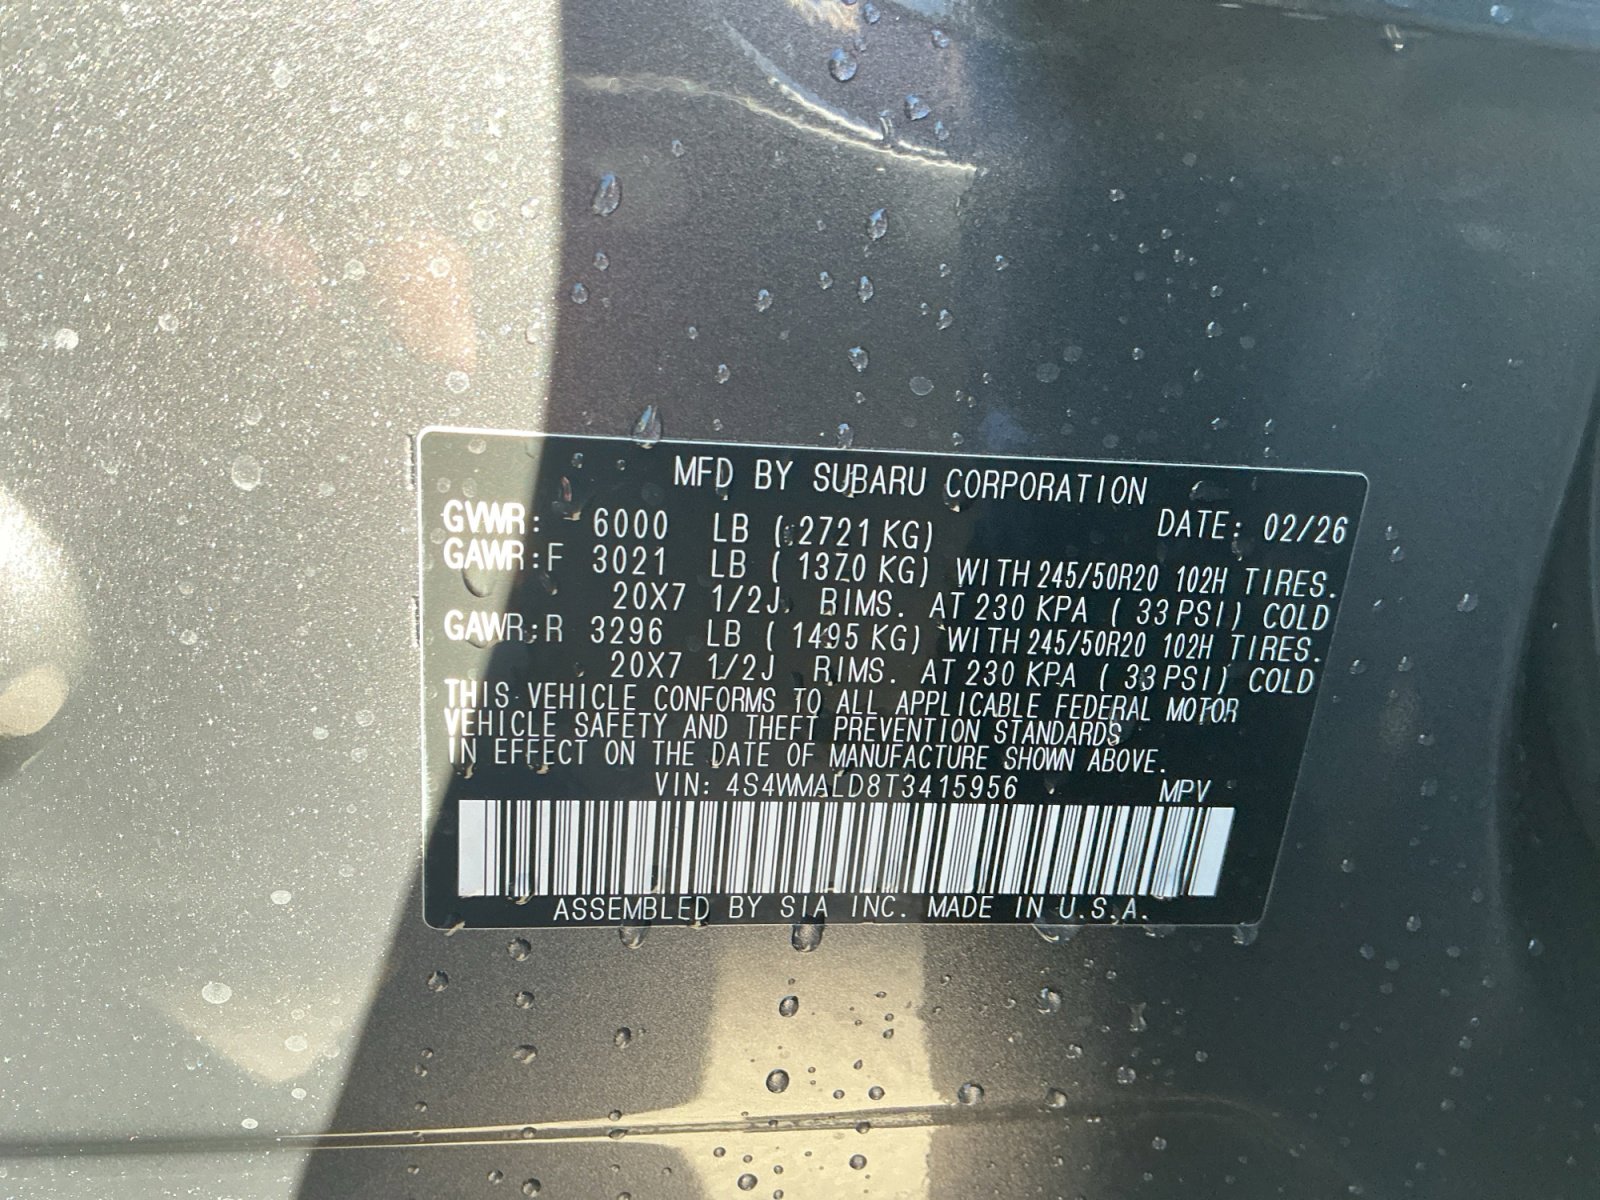 MFD BY SUBARU CORPORATION
GVWR: 6000 LB ( 2721 KG) DATE: 02/26
GAWR:F 3021 LB ( 1370 KG) WITH 245/50R20 102H TIRES.
20X7 1/2J RIMS. AT 230 KPA ( 33 PSI) COLD
GAWR:R 3296 LB ( 1495 KG) WITH 245/50R20 102H TIRES.
20X7 1/2J RIMS. AT 230 KPA ( 33 PSI) COLD
THIS VEHICLE CONFORMS TO ALL APPLICABLE FEDERAL MOTOR
VEHICLE SAFETY AND THEFT PREVENTION STANDARDS
IN EFFECT ON THE DATE OF MANUFACTURE SHOWN ABOVE.
VIN: 4S4WMALD8T3415956 MPV
ASSEMBLED BY SIA INC. MADE IN U.S.A.